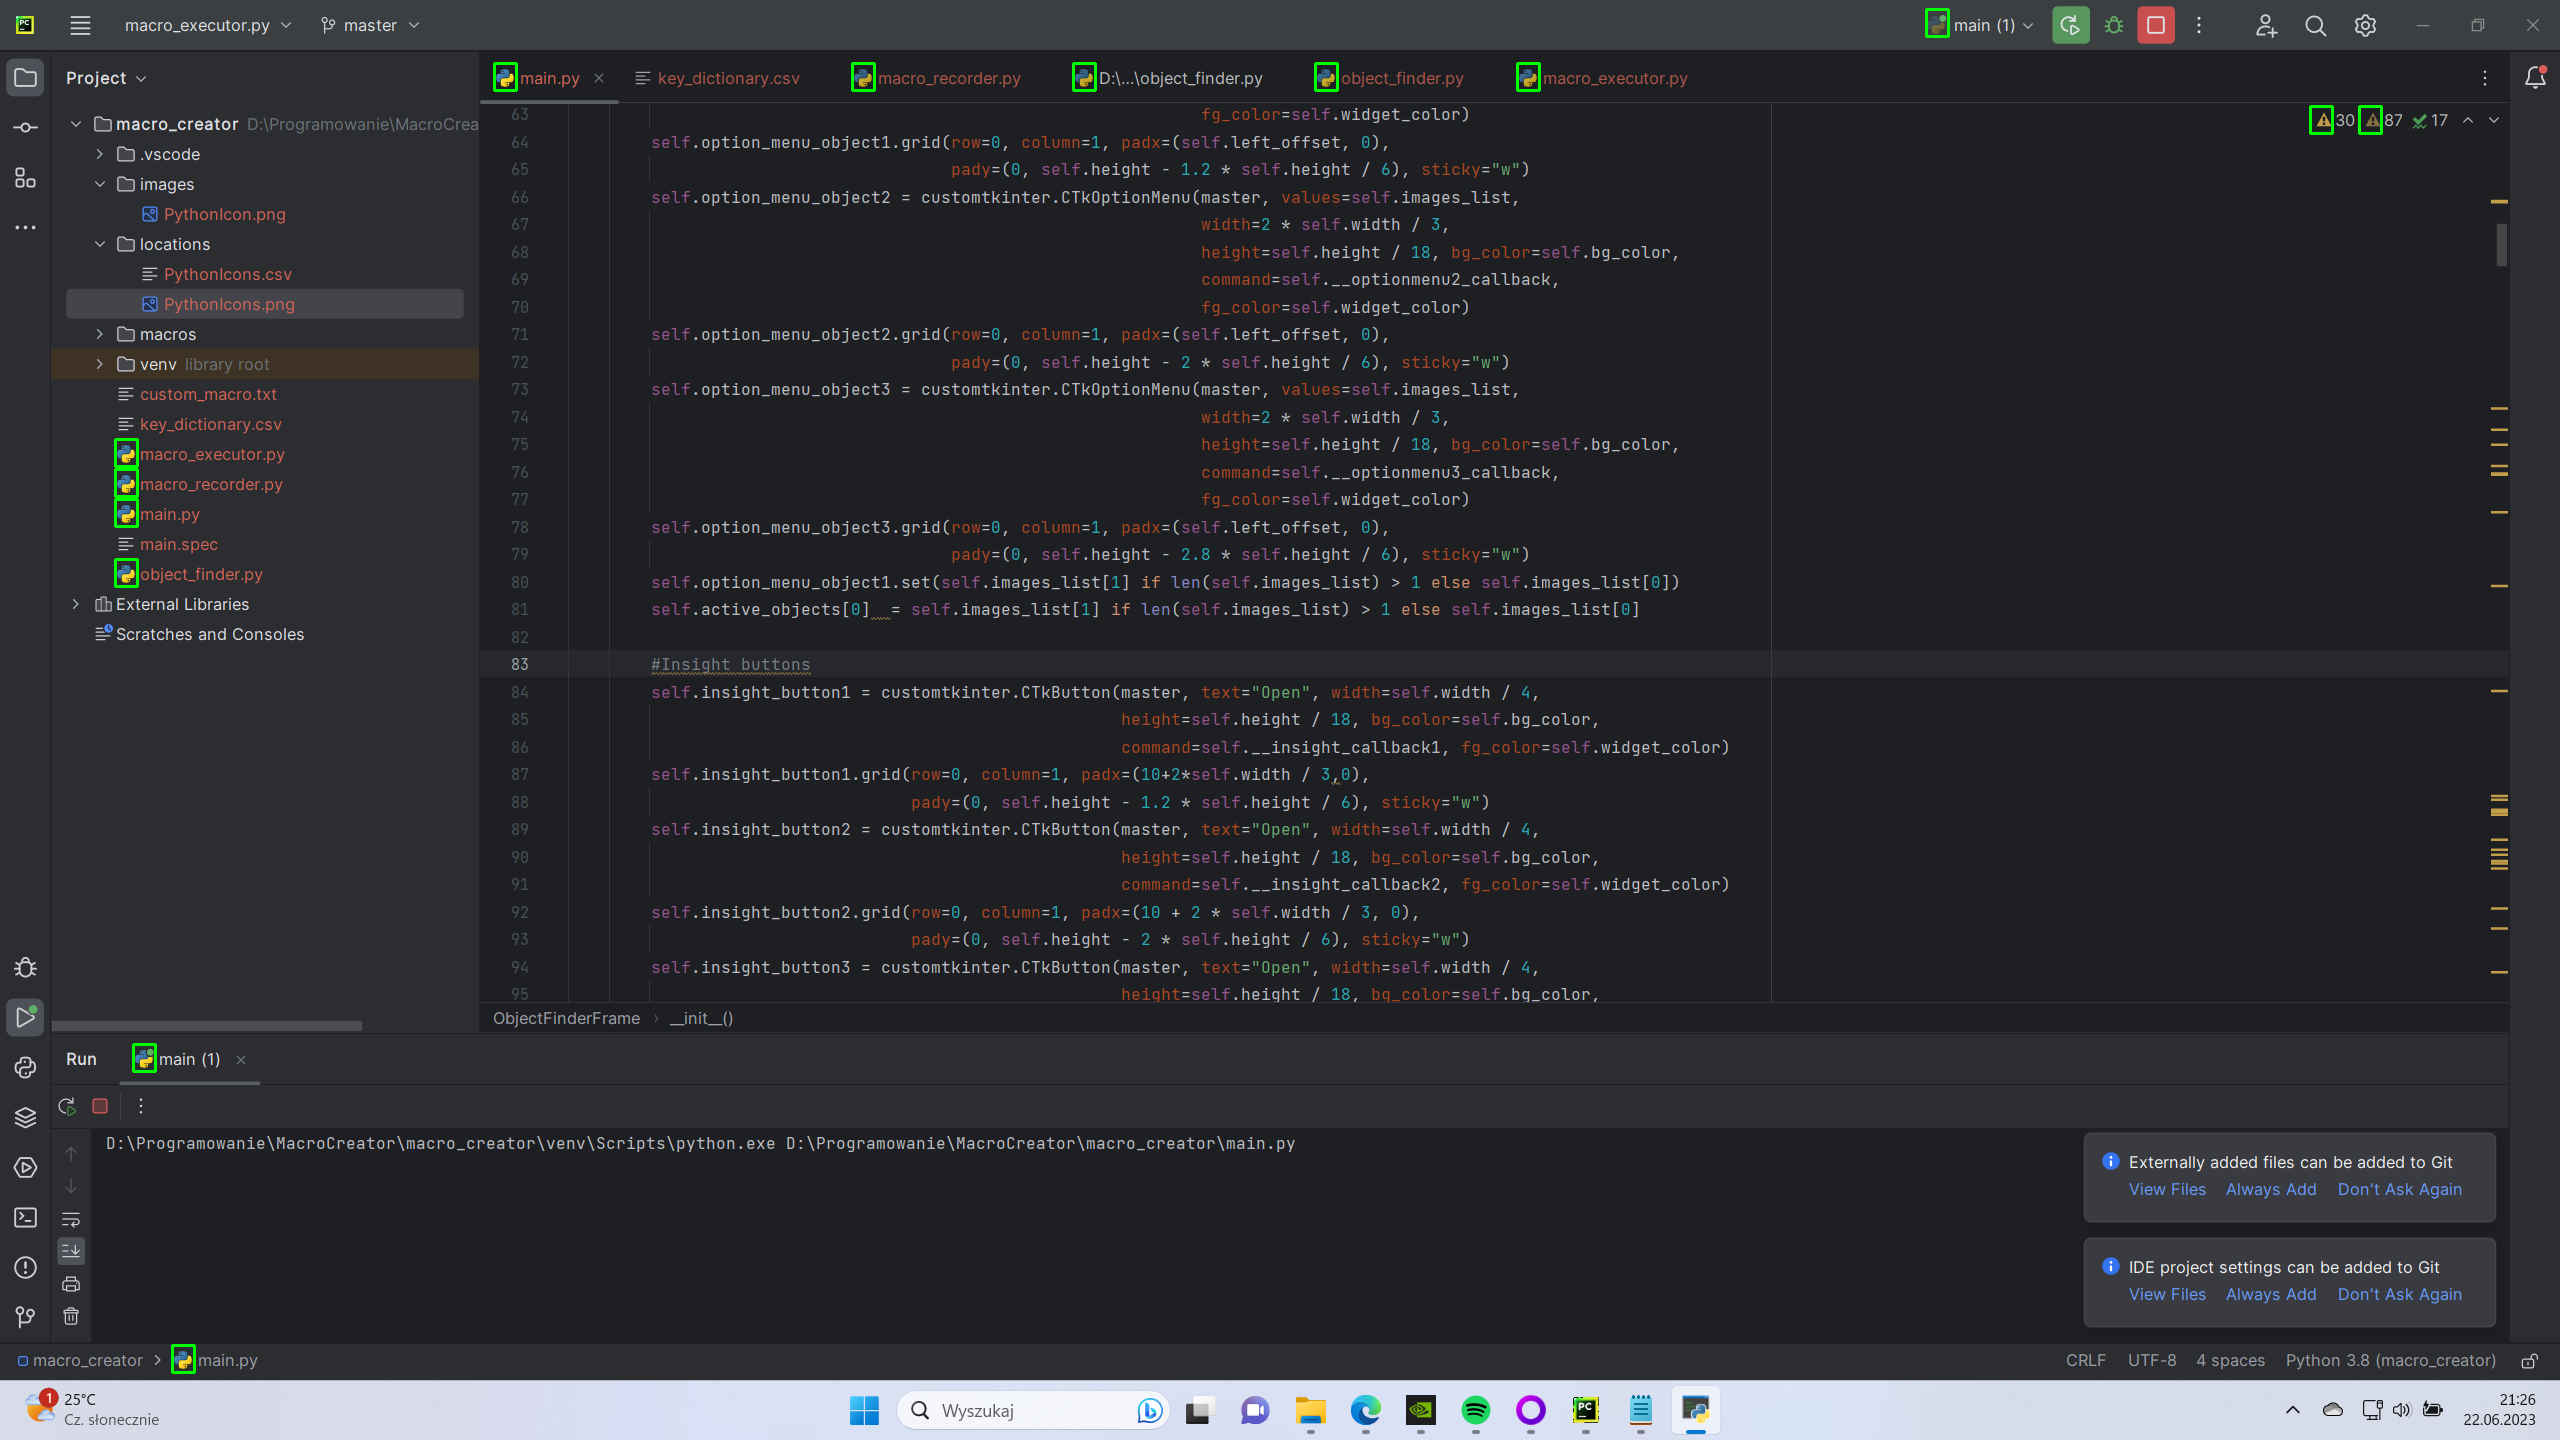 PC macro_executor.py master main (1)
Project
main.py key_dictionary.csv macro_recorder.py D:\...\object_finder.py object_finder.py macro_executor.py
30 87 17
macro_creator D:\Programowanie\MacroCrea
.vscode
images
PythonIcon.png
locations
PythonIcons.csv
PythonIcons.png
macros
venv library root
custom_macro.txt
key_dictionary.csv
macro_executor.py
macro_recorder.py
main.py
main.spec
object_finder.py
External Libraries
Scratches and Consoles
63 fg_color=self.widget_color)
64 self.option_menu_object1.grid(row=0, column=1, padx=(self.left_offset, 0),
65 pady=(0, self.height - 1.2 * self.height / 6), sticky="w")
66 self.option_menu_object2 = customtkinter.CTkOptionMenu(master, values=self.images_list,
67 width=2 * self.width / 3,
68 height=self.height / 18, bg_color=self.bg_color,
69 command=self.__optionmenu2_callback,
70 fg_color=self.widget_color)
71 self.option_menu_object2.grid(row=0, column=1, padx=(self.left_offset, 0),
72 pady=(0, self.height - 2 * self.height / 6), sticky="w")
73 self.option_menu_object3 = customtkinter.CTkOptionMenu(master, values=self.images_list,
74 width=2 * self.width / 3,
75 height=self.height / 18, bg_color=self.bg_color,
76 command=self.__optionmenu3_callback,
77 fg_color=self.widget_color)
78 self.option_menu_object3.grid(row=0, column=1, padx=(self.left_offset, 0),
79 pady=(0, self.height - 2.8 * self.height / 6), sticky="w")
80 self.option_menu_object1.set(self.images_list[1] if len(self.images_list) > 1 else self.images_list[0])
81 self.active_objects[0]  = self.images_list[1] if len(self.images_list) > 1 else self.images_list[0]
82
83 #Insight buttons
84 self.insight_button1 = customtkinter.CTkButton(master, text="Open", width=self.width / 4,
85 height=self.height / 18, bg_color=self.bg_color,
86 command=self.__insight_callback1, fg_color=self.widget_color)
87 self.insight_button1.grid(row=0, column=1, padx=(10+2*self.width / 3,0),
88 pady=(0, self.height - 1.2 * self.height / 6), sticky="w")
89 self.insight_button2 = customtkinter.CTkButton(master, text="Open", width=self.width / 4,
90 height=self.height / 18, bg_color=self.bg_color,
91 command=self.__insight_callback2, fg_color=self.widget_color)
92 self.insight_button2.grid(row=0, column=1, padx=(10 + 2 * self.width / 3, 0),
93 pady=(0, self.height - 2 * self.height / 6), sticky="w")
94 self.insight_button3 = customtkinter.CTkButton(master, text="Open", width=self.width / 4,
95 height=self.height / 18, bg_color=self.bg_color,
ObjectFinderFrame › __init__()
Run main (1)
D:\Programowanie\MacroCreator\macro_creator\venv\Scripts\python.exe D:\Programowanie\MacroCreator\macro_creator\main.py
Externally added files can be added to Git
View Files Always Add Don't Ask Again
IDE project settings can be added to Git
View Files Always Add Don't Ask Again
macro_creator > main.py
CRLF UTF-8 4 spaces Python 3.8 (macro_creator)
1 25°C
Cz. słonecznie
Wyszukaj
PC
21:26
22.06.2023